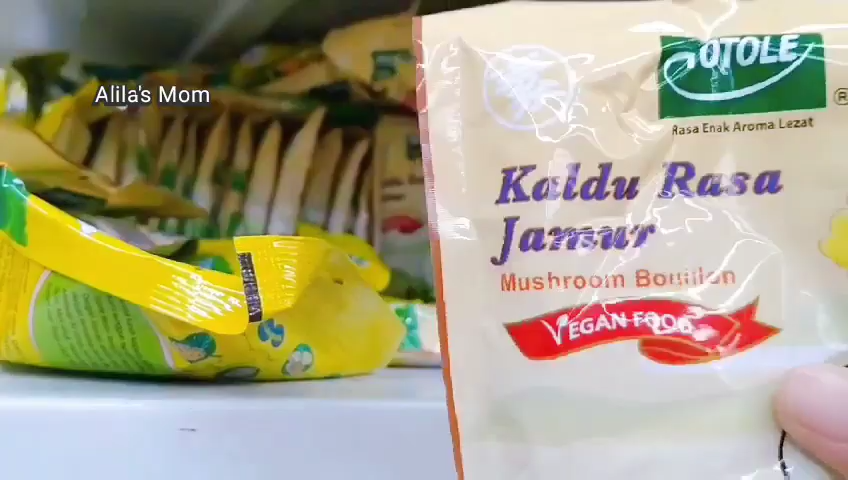 Alila's Mom
TOTOLE
®
Rasa Enak Aroma Lezat
Kaldu Rasa
Jamur
Mushroom Bouillon
VEGAN FOOD